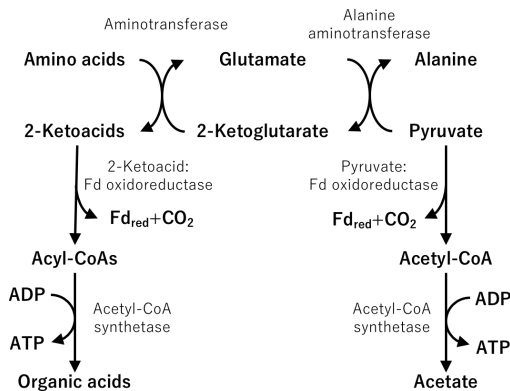 Aminotransferase
Alanine
aminotransferase
Amino acids
Glutamate
Alanine
2-Ketoacids
2-Ketoglutarate
Pyruvate
2-Ketoacid:
Fd oxidoreductase
Pyruvate:
Fd oxidoreductase
Fdred+CO2
Fdred+CO2
Acyl-CoAs
Acetyl-CoA
ADP
Acetyl-CoA
synthetase
ATP
Acetyl-CoA
synthetase
ADP
ATP
Organic acids
Acetate